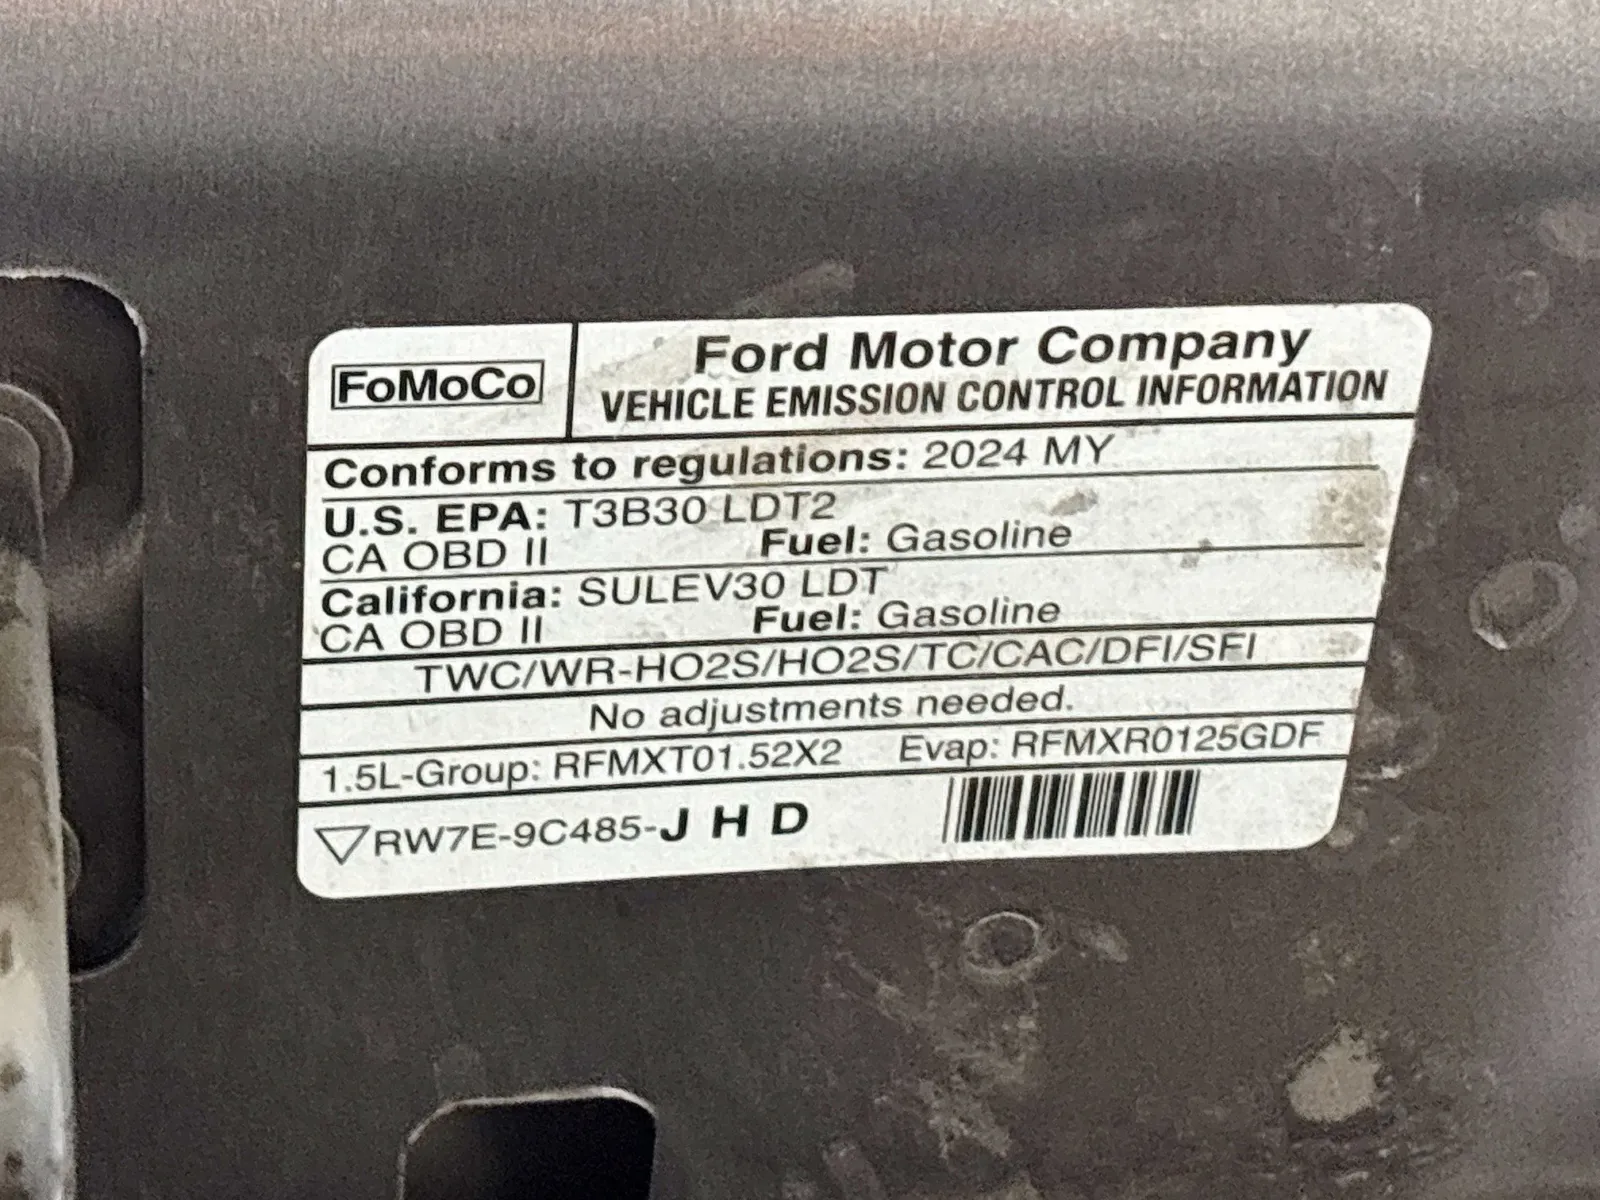 FoMoCo
Ford Motor Company
VEHICLE EMISSION CONTROL INFORMATION
Conforms to regulations: 2024 MY
U.S. EPA: T3B30 LDT2
CA OBD II Fuel: Gasoline
California: SULEV30 LDT
CA OBD II Fuel: Gasoline
TWC/WR-HO2S/HO2S/TC/CAC/DFI/SFI
No adjustments needed.
1.5L-Group: RFMXT01.52X2 Evap: RFMXR0125GDF
▽RW7E-9C485-J H D